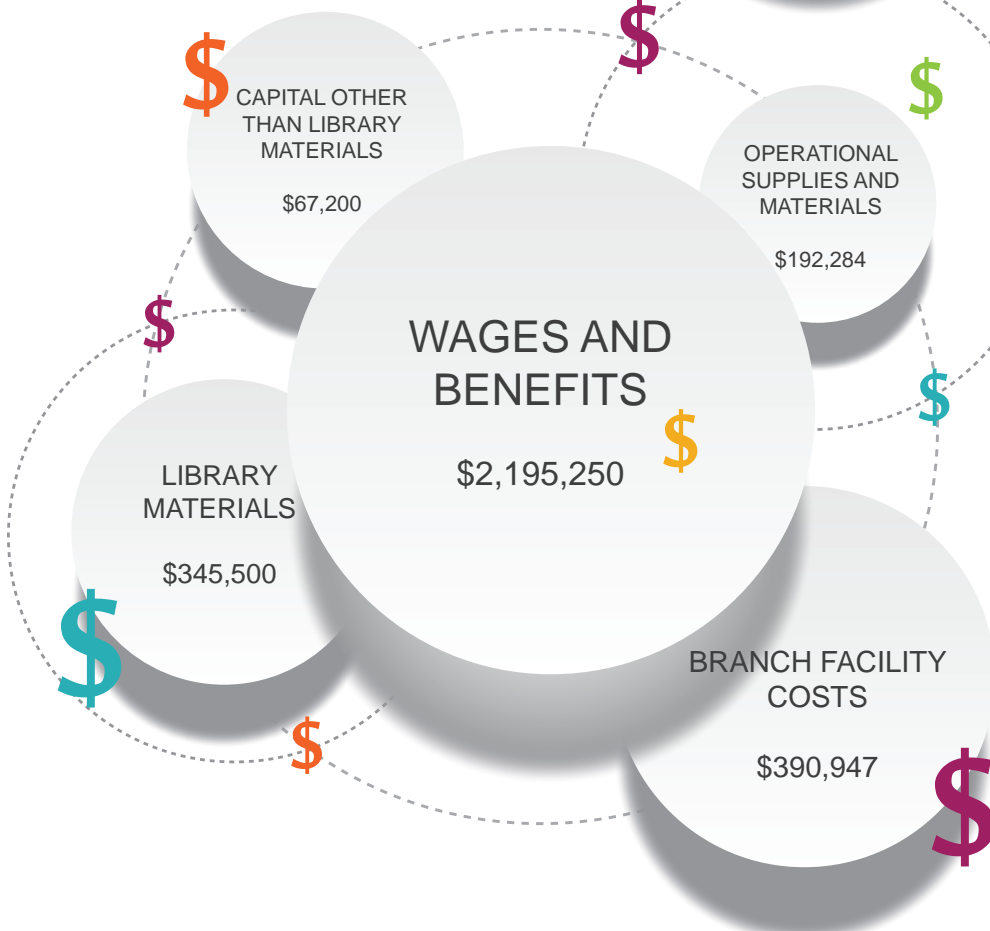 CAPITAL OTHER
THAN LIBRARY
MATERIALS
$67,200
OPERATIONAL
SUPPLIES AND
MATERIALS
$192,284
WAGES AND
BENEFITS
$2,195,250
LIBRARY
MATERIALS
$345,500
BRANCH FACILITY
COSTS
$390,947
$
$
$
$
$
$
$
$
$